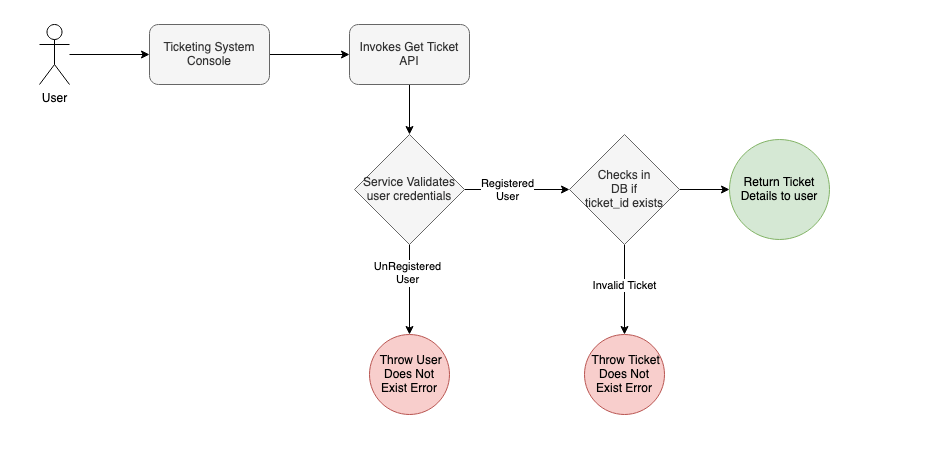 Ticketing System
Console
Invokes Get Ticket
API
User
Service Validates
user credentials
Registered
User
Checks in
DB if
ticket_id exists
Return Ticket
Details to user
UnRegistered
User
Invalid Ticket
Throw User
Does Not
Exist Error
Throw Ticket
Does Not
Exist Error